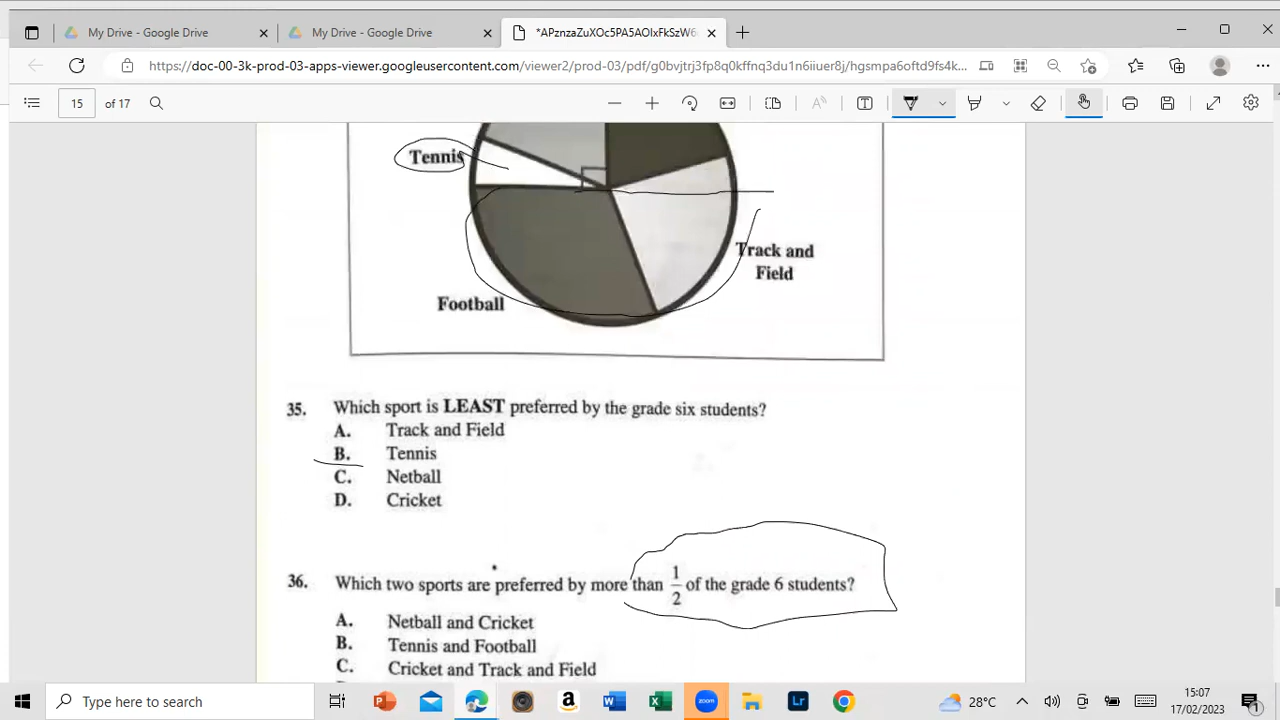 My Drive - Google Drive
My Drive - Google Drive
*APznzaZuXOc5PA5AOlxFkSzW6
https://doc-00-3k-prod-03-apps-viewer.googleusercontent.com/viewer2/prod-03/pdf/g0bvjtrj3fp8q0kffnq3du1n6iiuer8j/hgsmpa6oftd9fs4k...
15 of 17
Tennis
Track and
Field
Football
35. Which sport is LEAST preferred by the grade six students?
A. Track and Field
B. Tennis
C. Netball
D. Cricket
36. Which two sports are preferred by more than 1/2 of the grade 6 students?
A. Netball and Cricket
B. Tennis and Football
C. Cricket and Track and Field
Type here to search
28°C
15:07
17/02/2023